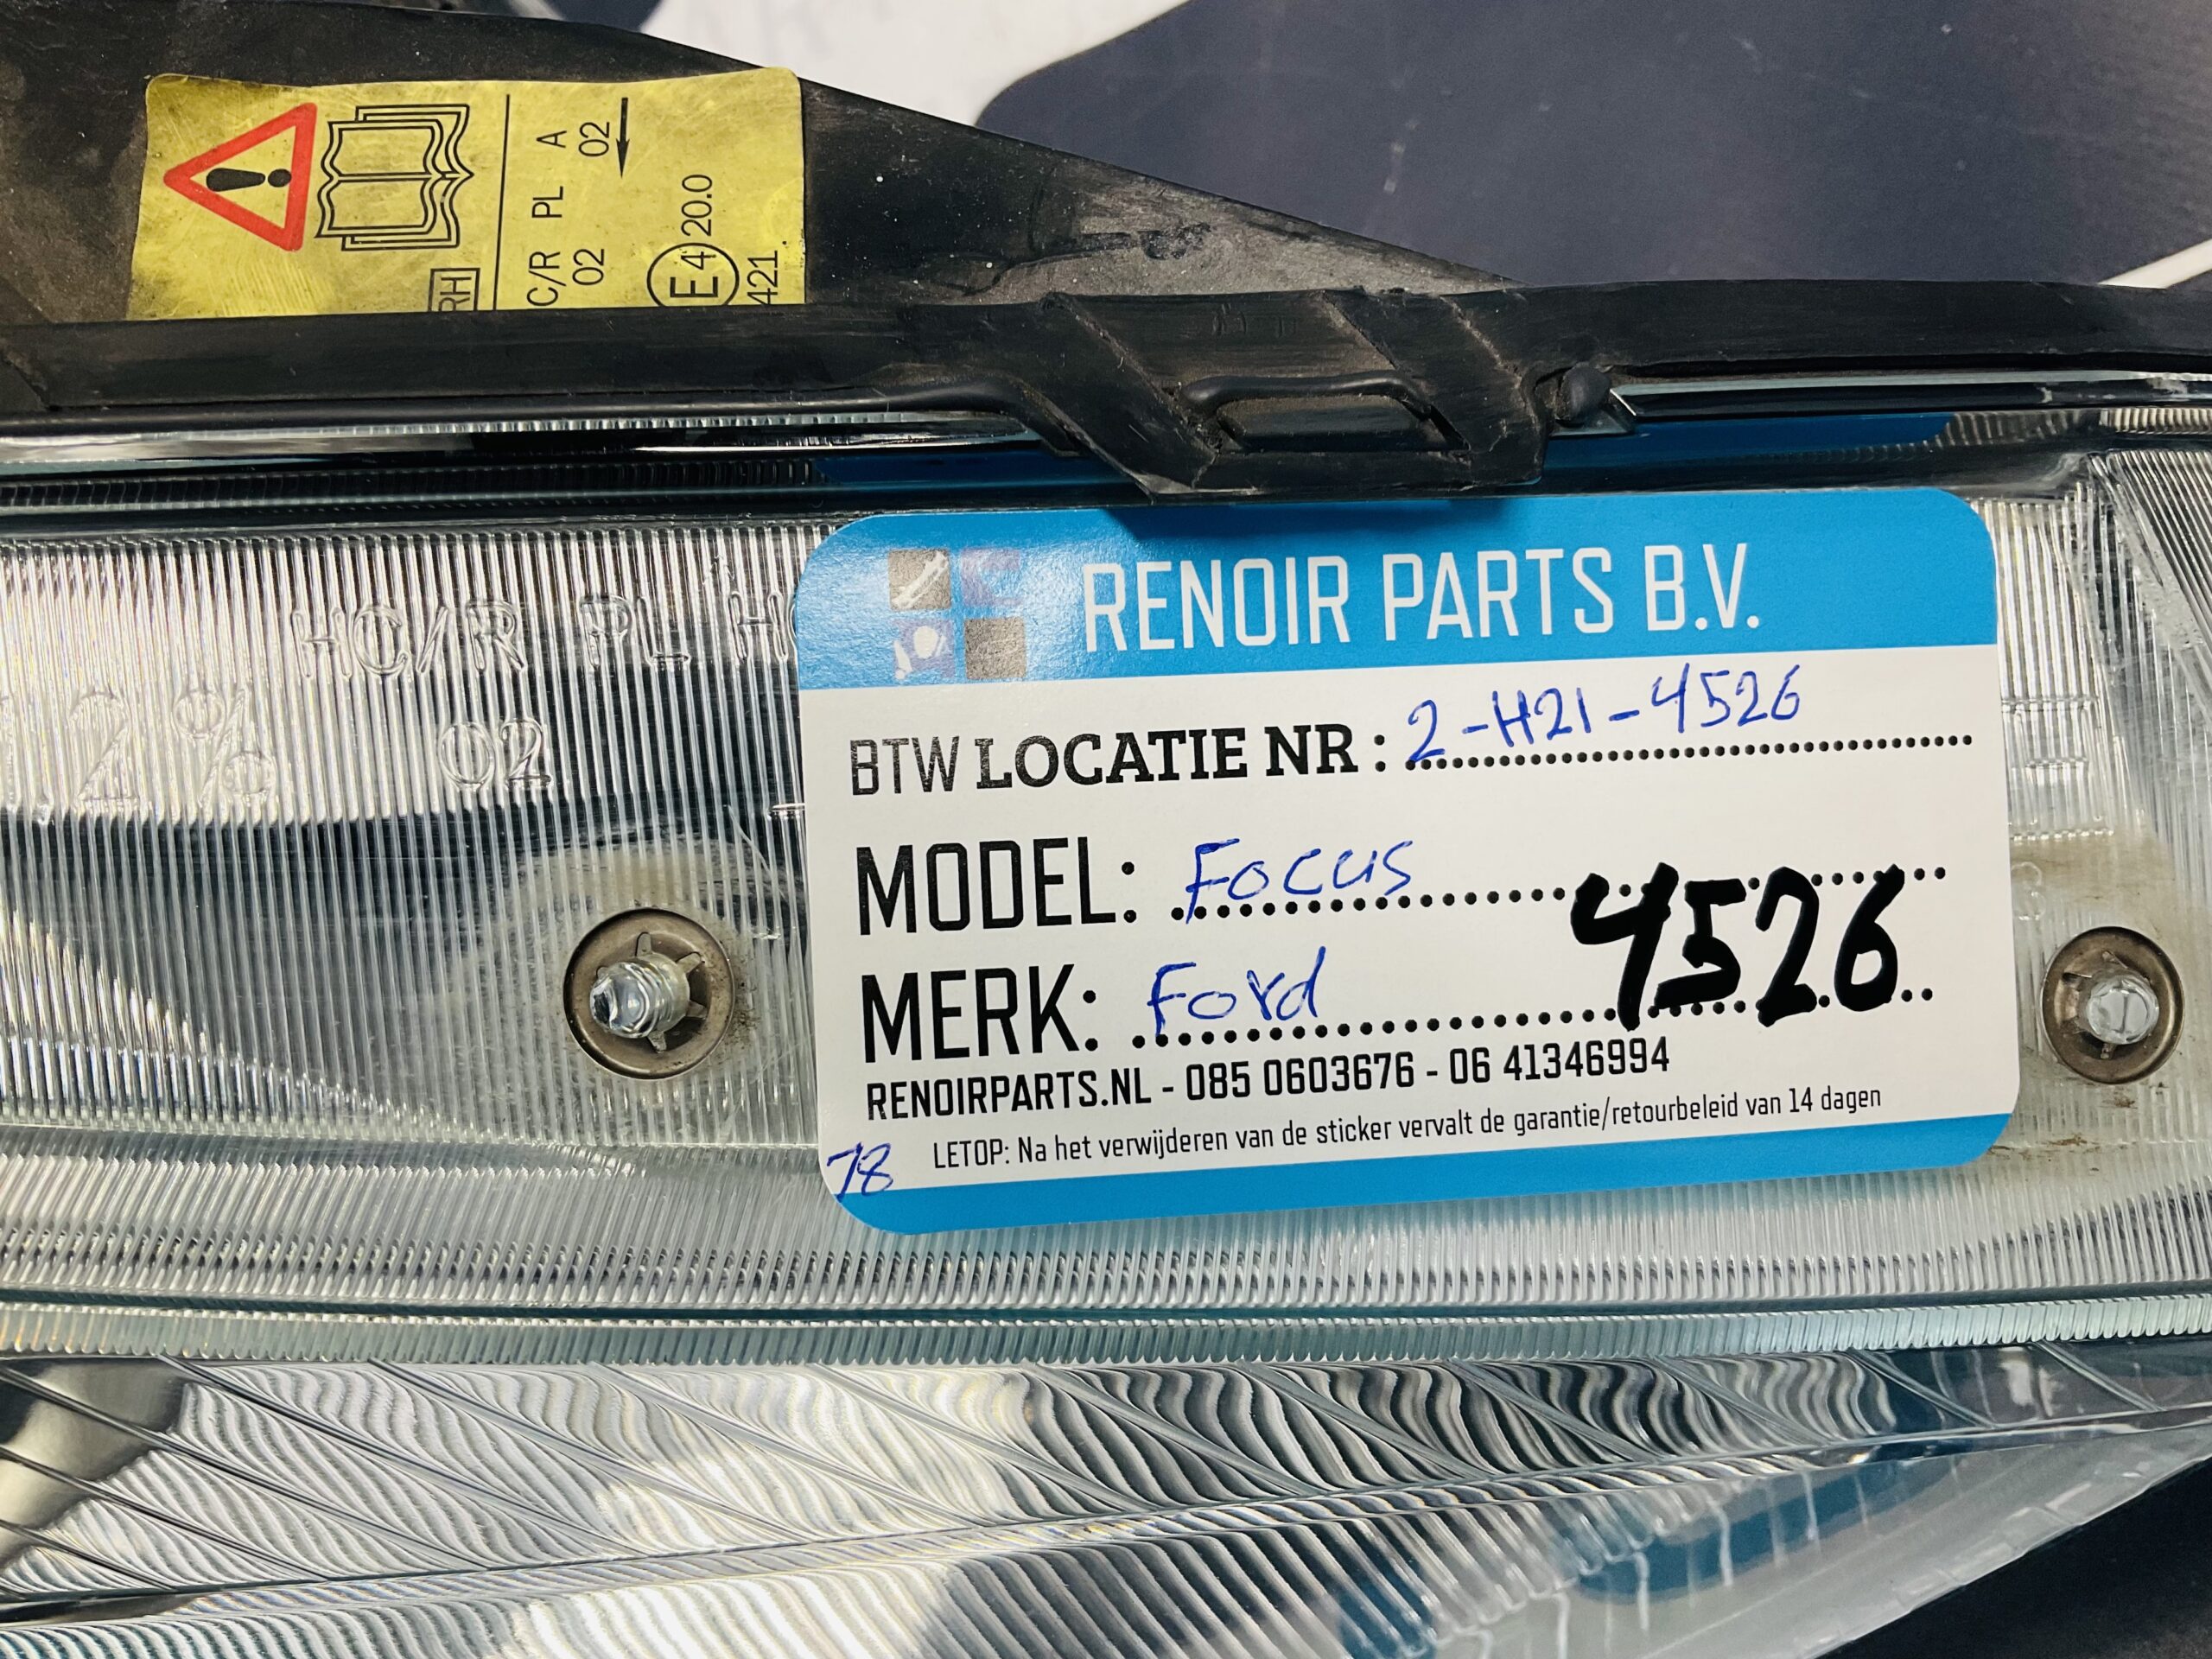 A 02
C/R PL
02
E4 20.0
421
RH
HC/R PL
12% 02
RENOIR PARTS B.V.
BTW LOCATIE NR : 2-H21-4526
MODEL: Focus
4526
MERK: Ford
RENOIRPARTS.NL - 085 0603676 - 06 41346994
LETOP: Na het verwijderen van de sticker vervalt de garantie/retourbeleid van 14 dagen
78